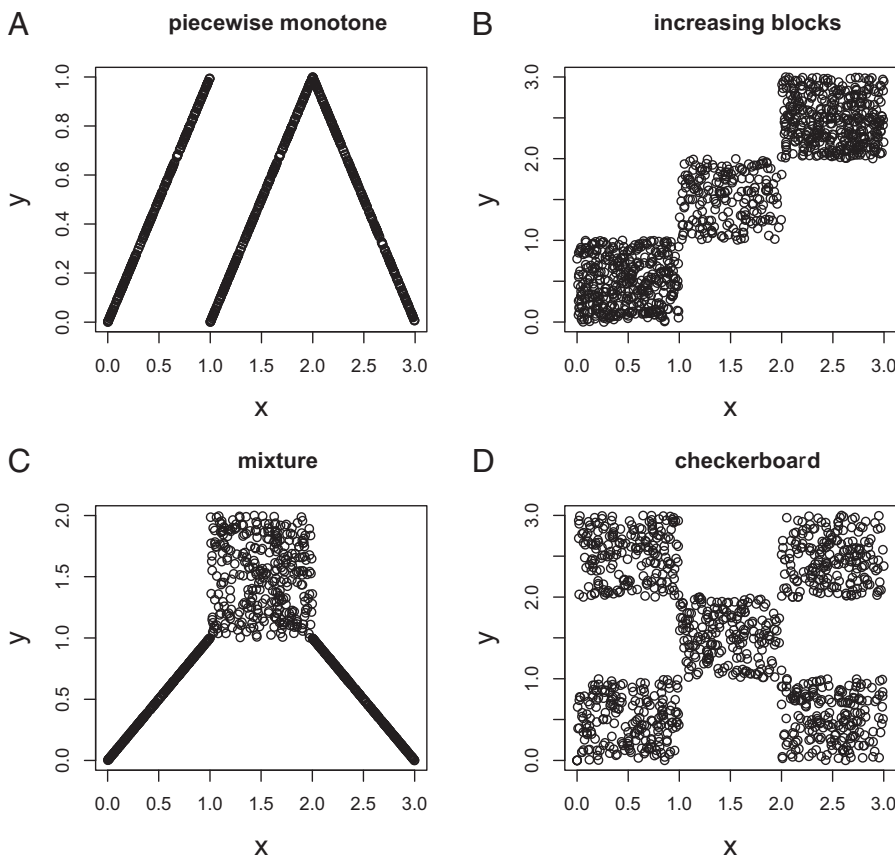 A piecewise monotone
y
1.0
0.8
0.6
0.4
0.2
0.0
0.0 0.5 1.0 1.5 2.0 2.5 3.0
x
B increasing blocks
y
3.0
2.0
1.0
0.0
0.0 0.5 1.0 1.5 2.0 2.5 3.0
x
C mixture
y
2.0
1.5
1.0
0.5
0.0
0.0 0.5 1.0 1.5 2.0 2.5 3.0
x
D checkerboard
y
3.0
2.0
1.0
0.0
0.0 0.5 1.0 1.5 2.0 2.5 3.0
x